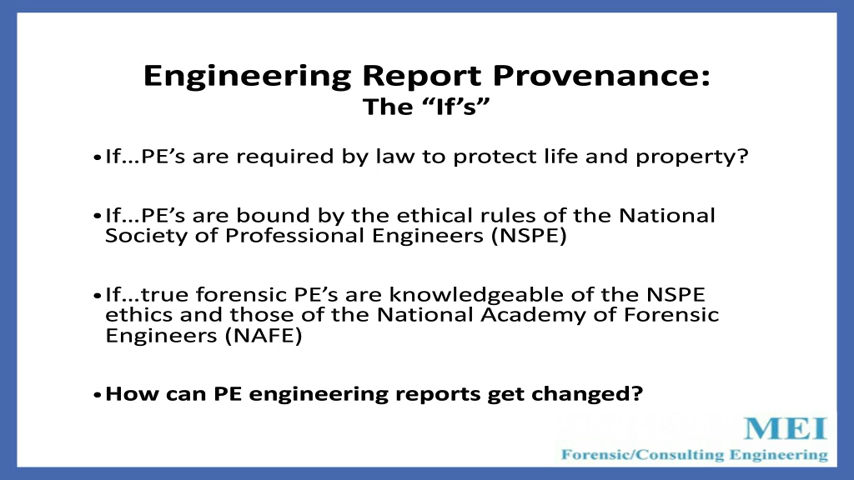 Engineering Report Provenance:
The “If’s”
•If...PE’s are required by law to protect life and property?
•If...PE’s are bound by the ethical rules of the National
Society of Professional Engineers (NSPE)
•If...true forensic PE’s are knowledgeable of the NSPE
ethics and those of the National Academy of Forensic
Engineers (NAFE)
•How can PE engineering reports get changed?
MEI
Forensic/Consulting Engineering